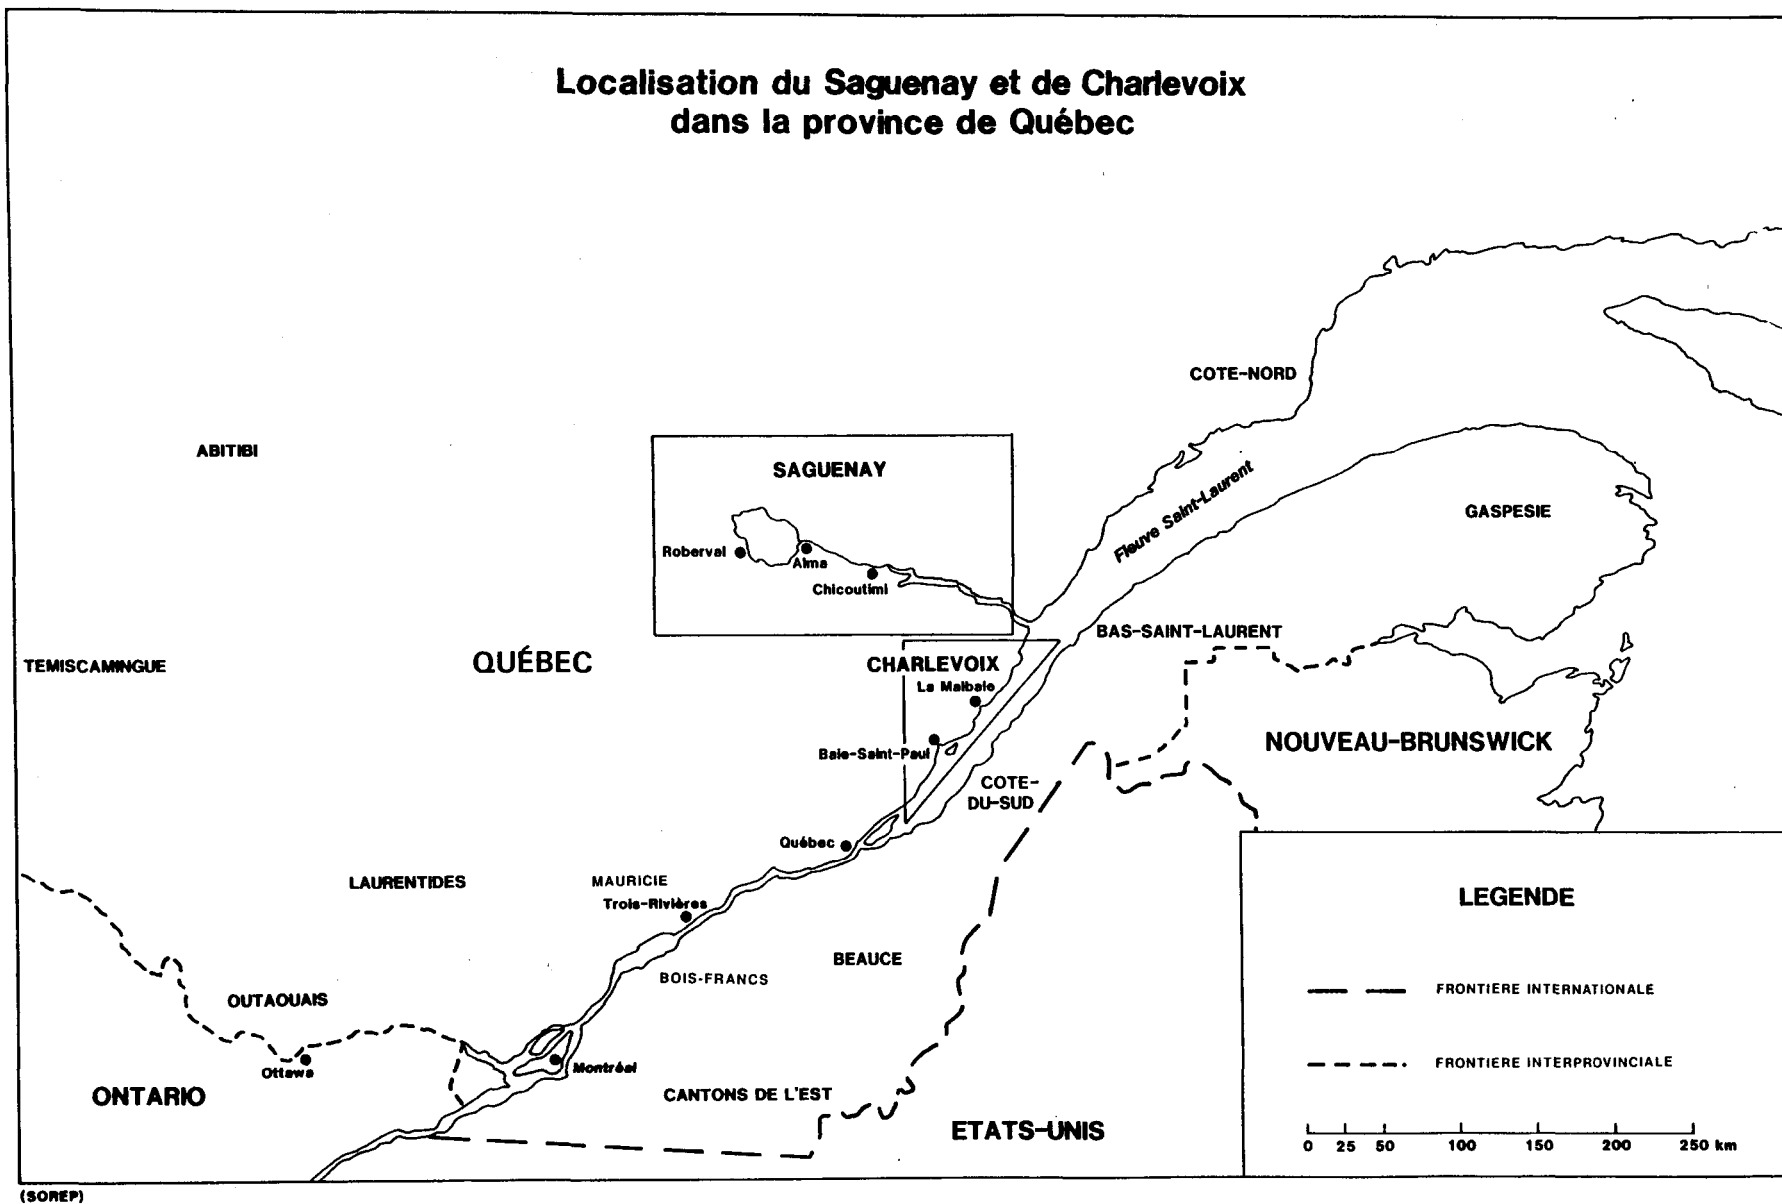 Localisation du Saguenay et de Charlevoix
dans la province de Québec
COTE-NORD
ABITIBI
SAGUENAY
Fleuve Saint-Laurent
GASPESIE
Roberval
Alma
Chicoutimi
BAS-SAINT-LAURENT
TEMISCAMINGUE
QUÉBEC
CHARLEVOIX
La Malbaie
NOUVEAU-BRUNSWICK
Baie-Saint-Paul
COTE-
DU-SUD
Québec
LAURENTIDES
MAURICIE
Trois-Rivières
BEAUCE
BOIS-FRANCS
OUTAOUAIS
Ottawa
Montréal
ONTARIO
CANTONS DE L'EST
ETATS-UNIS
LEGENDE
FRONTIERE INTERNATIONALE
FRONTIERE INTERPROVINCIALE
0 25 50 100 150 200 250 km
(SOREP)